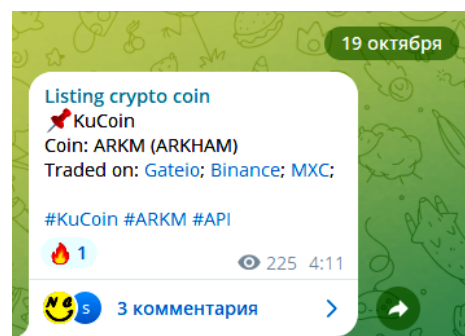 19 октября
Listing crypto coin
📌KuCoin
Coin: ARKM (ARKHAM)
Traded on: Gateio; Binance; MXC;
#KuCoin #ARKM #API
🔥 1
225 4:11
NG S 3 комментария